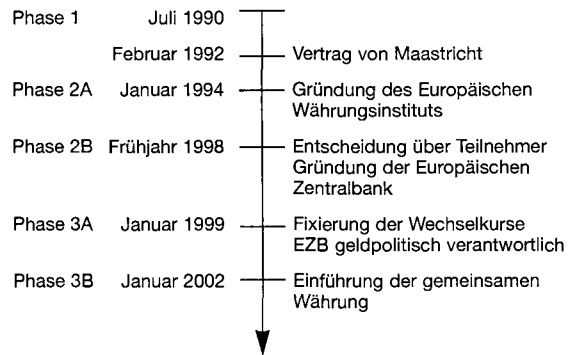 Phase 1 Juli 1990
Februar 1992 Vertrag von Maastricht
Phase 2A Januar 1994 Gründung des Europäischen
Währungsinstituts
Phase 2B Frühjahr 1998 Entscheidung über Teilnehmer
Gründung der Europäischen
Zentralbank
Phase 3A Januar 1999 Fixierung der Wechselkurse
EZB geldpolitisch verantwortlich
Phase 3B Januar 2002 Einführung der gemeinsamen
Währung